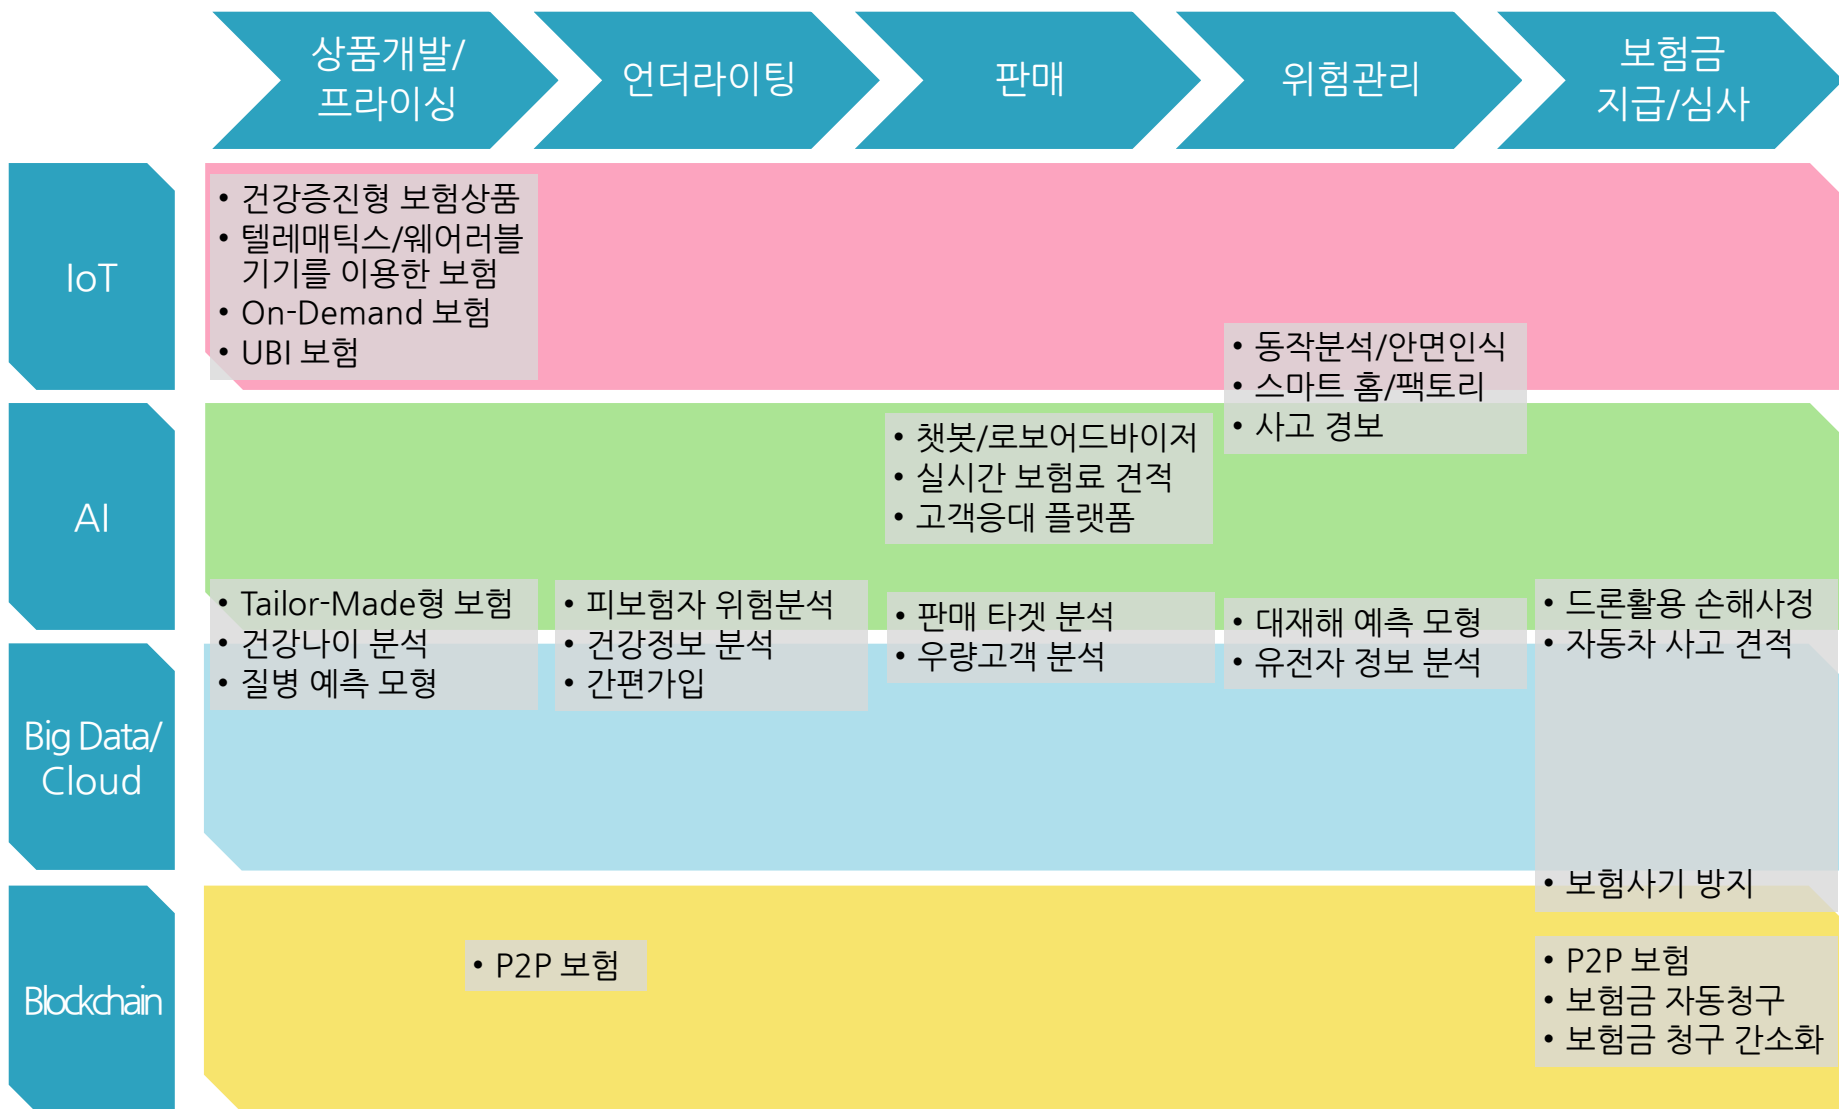 상품개발/
프라이싱
언더라이팅
판매
위험관리
보험금
지급/심사
IoT
• 건강증진형 보험상품
• 텔레매틱스/웨어러블
기기를 이용한 보험
• On-Demand 보험
• UBI 보험
• 동작분석/안면인식
• 스마트 홈/팩토리
• 사고 경보
AI
• 챗봇/로보어드바이저
• 실시간 보험료 견적
• 고객응대 플랫폼
• Tailor-Made형 보험
• 건강나이 분석
• 질병 예측 모형
• 피보험자 위험분석
• 건강정보 분석
• 간편가입
• 판매 타겟 분석
• 우량고객 분석
• 대재해 예측 모형
• 유전자 정보 분석
• 드론활용 손해사정
• 자동차 사고 견적
Big Data/
Cloud
• 보험사기 방지
Blockchain
• P2P 보험
• P2P 보험
• 보험금 자동청구
• 보험금 청구 간소화